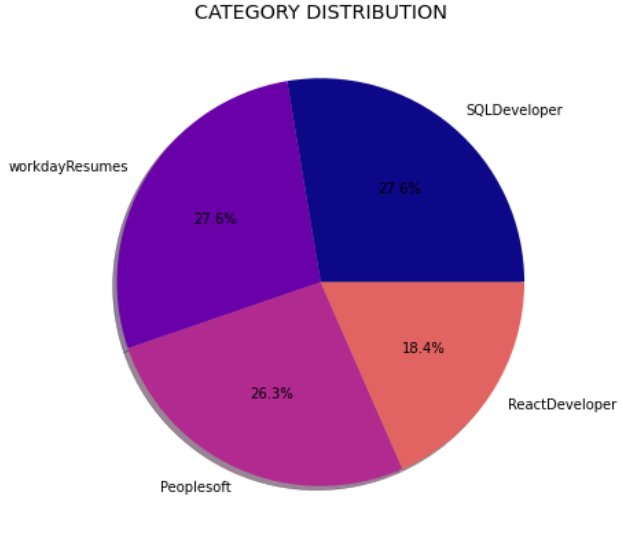 CATEGORY DISTRIBUTION
SQLDeveloper
workdayResumes
27.6%
27.6%
18.4%
26.3%
ReactDeveloper
Peoplesoft